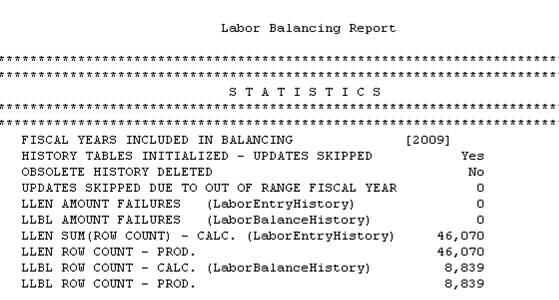 Labor Balancing Report
*******************************************************************************
*******************************************************************************
S T A T I S T I C S
*******************************************************************************
*******************************************************************************
FISCAL YEARS INCLUDED IN BALANCING [2009]
HISTORY TABLES INITIALIZED - UPDATES SKIPPED Yes
OBSOLETE HISTORY DELETED No
UPDATES SKIPPED DUE TO OUT OF RANGE FISCAL YEAR 0
LLEN AMOUNT FAILURES (LaborEntryHistory) 0
LLBL AMOUNT FAILURES (LaborBalanceHistory) 0
LLEN SUM(ROW COUNT) - CALC. (LaborEntryHistory) 46,070
LLEN ROW COUNT - PROD. 46,070
LLBL ROW COUNT - CALC. (LaborBalanceHistory) 8,839
LLBL ROW COUNT - PROD. 8,839